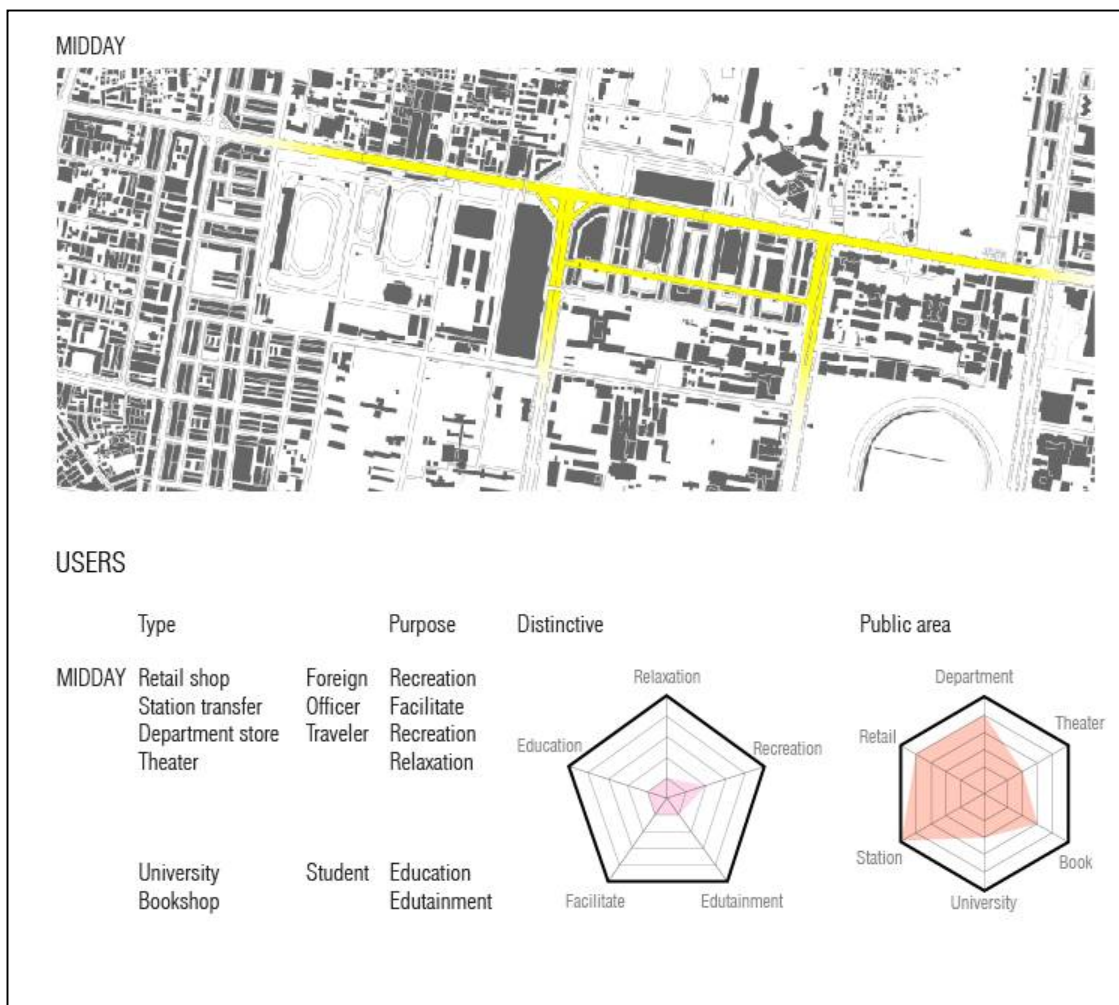 MIDDAY
USERS
Type Purpose Distinctive Public area
MIDDAY Retail shop Foreign Recreation
Station transfer Officer Facilitate
Department store Traveler Recreation
Theater Relaxation
University Student Education
Bookshop Edutainment
Relaxation
Education Recreation
Facilitate Edutainment
Department
Retail Theater
Station Book
University